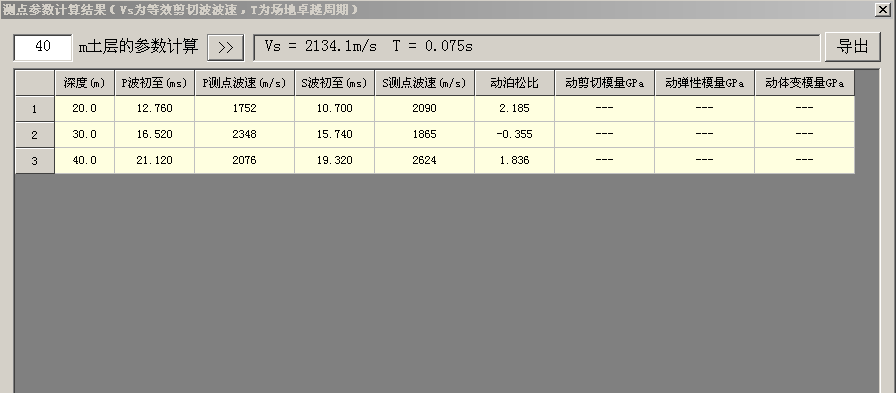 测点参数计算结果(Vs为等效剪切波波速,T为场地卓越周期)
40 m土层的参数计算 >> Vs = 2134.1m/s T = 0.075s 导出
深度(m) P波初至(ms) P测点波速(m/s) S波初至(ms) S测点波速(m/s) 动泊松比 动剪切模量GPa 动弹性模量GPa 动体变模量GPa
1 20.0 12.760 1752 10.700 2090 2.185 --- --- ---
2 30.0 16.520 2348 15.740 1865 -0.355 --- --- ---
3 40.0 21.120 2076 19.320 2624 1.836 --- --- ---